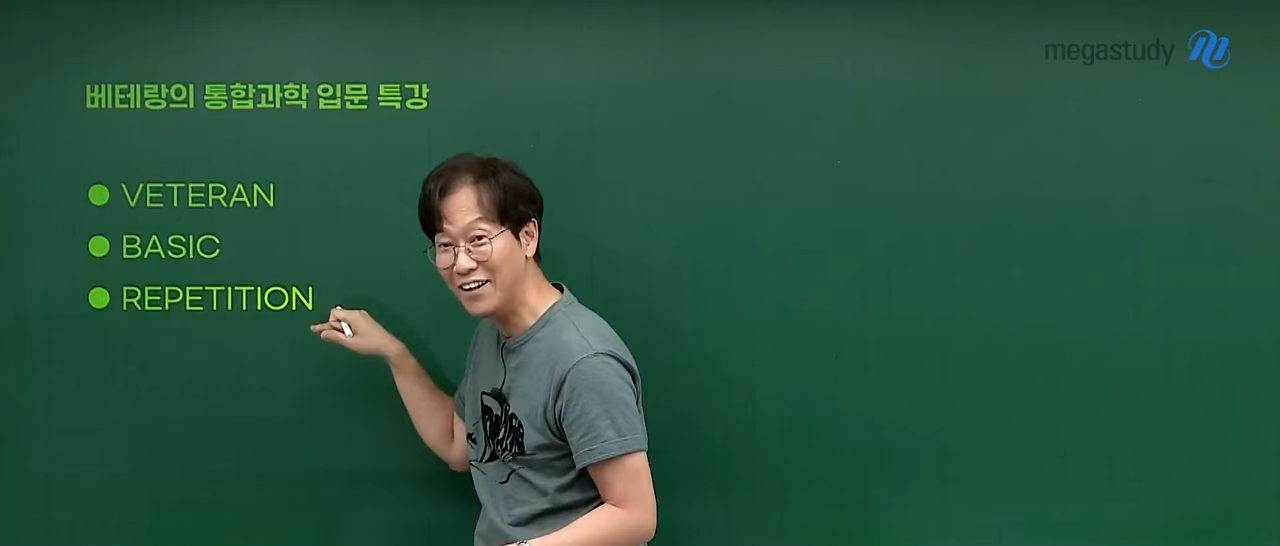 megastudy
베테랑의 통합과학 입문 특강
● VETERAN
● BASIC
● REPETITION